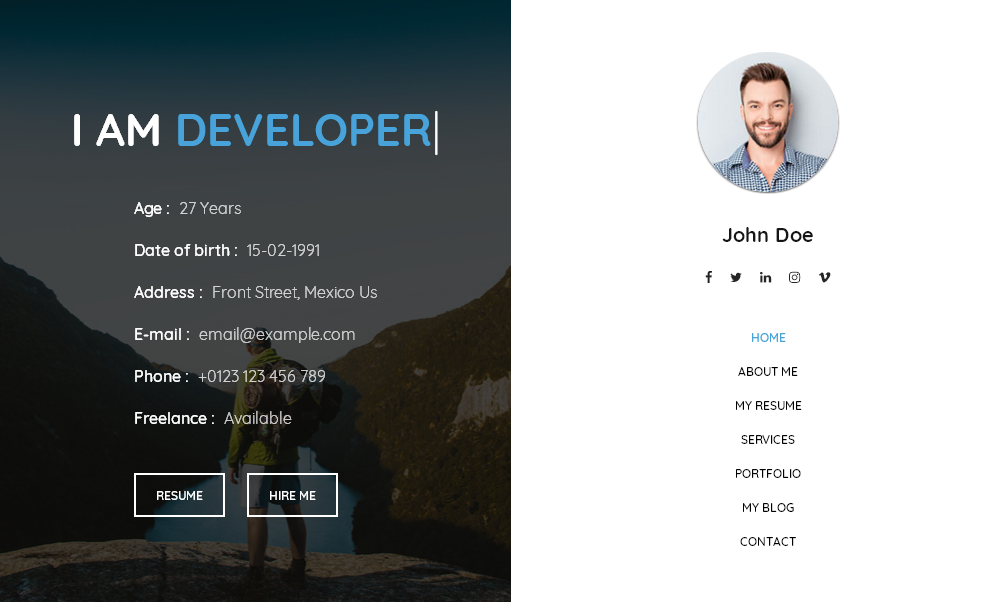 I AM DEVELOPER
Age : 27 Years
Date of birth : 15-02-1991
Address : Front Street, Mexico Us
E-mail : email@example.com
Phone : +0123 123 456 789
Freelance : Available
RESUME
HIRE ME
John Doe
HOME
ABOUT ME
MY RESUME
SERVICES
PORTFOLIO
MY BLOG
CONTACT